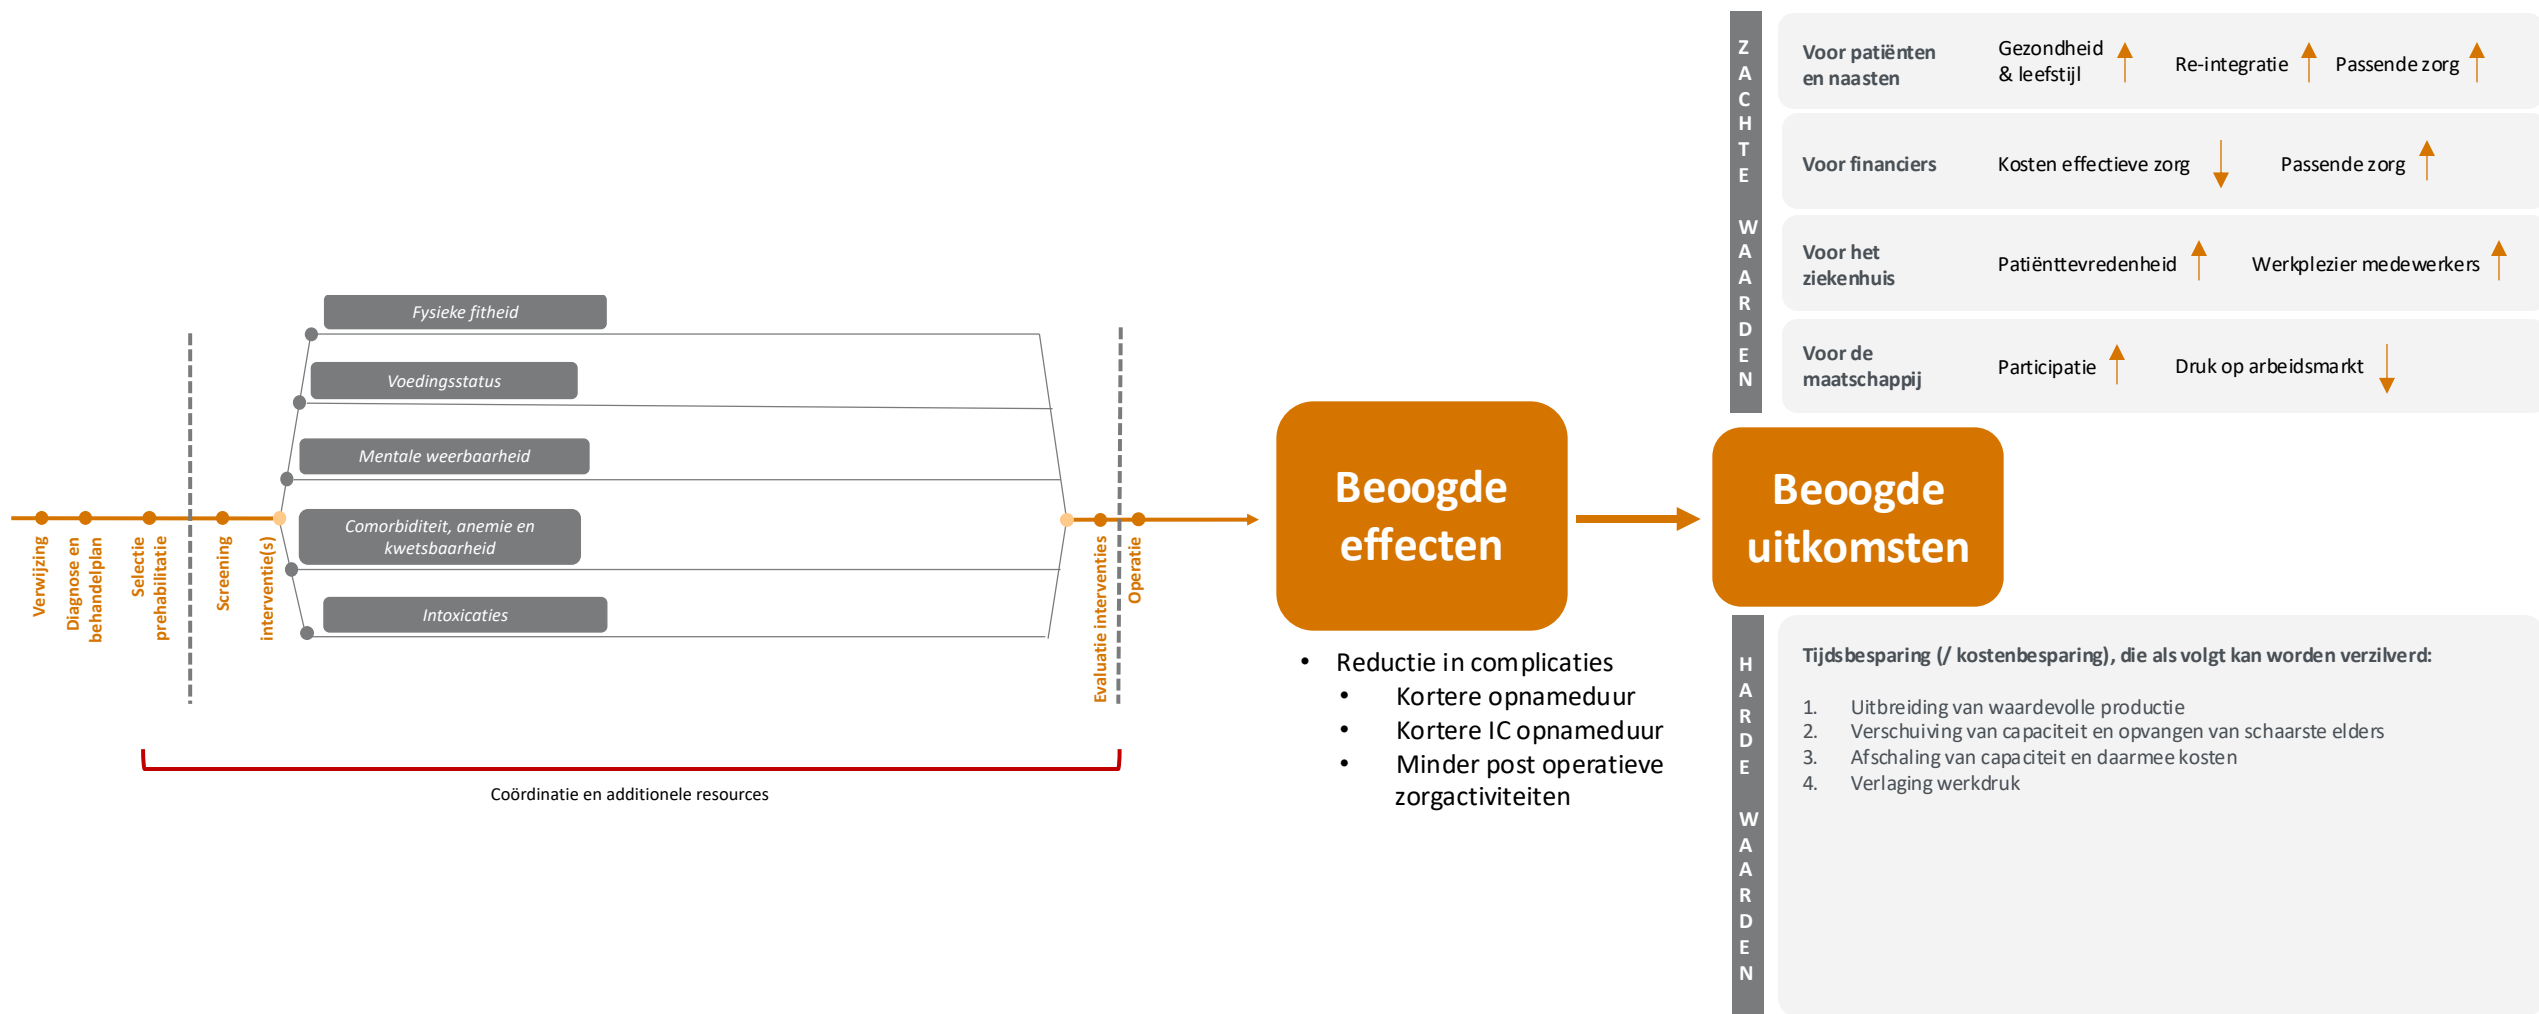 Verwijzing
Diagnose en
behandelplan
Selectie
prehabilitatie
Screening
interventie(s)
Fysieke fitheid
Voedingsstatus
Mentale weerbaarheid
Comorbiditeit, anemie en
kwetsbaarheid
Intoxicaties
Evaluatie interventies
Operatie
Coördinatie en additionele resources
Beoogde
effecten
• Reductie in complicaties
• Kortere opnameduur
• Kortere IC opnameduur
• Minder post operatieve
zorgactiviteiten
Beoogde
uitkomsten
ZACHTE WAARDEN
Voor patiënten
en naasten
Gezondheid
& leefstijl
Re-integratie
Passende zorg
Voor financiers
Kosten effectieve zorg
Passende zorg
Voor het
ziekenhuis
Patiënttevredenheid
Werkplezier medewerkers
Voor de
maatschappij
Participatie
Druk op arbeidsmarkt
HARDE WAARDEN
Tijdsbesparing (/ kostenbesparing), die als volgt kan worden verzilverd:
1. Uitbreiding van waardevolle productie
2. Verschuiving van capaciteit en opvangen van schaarste elders
3. Afschaling van capaciteit en daarmee kosten
4. Verlaging werkdruk